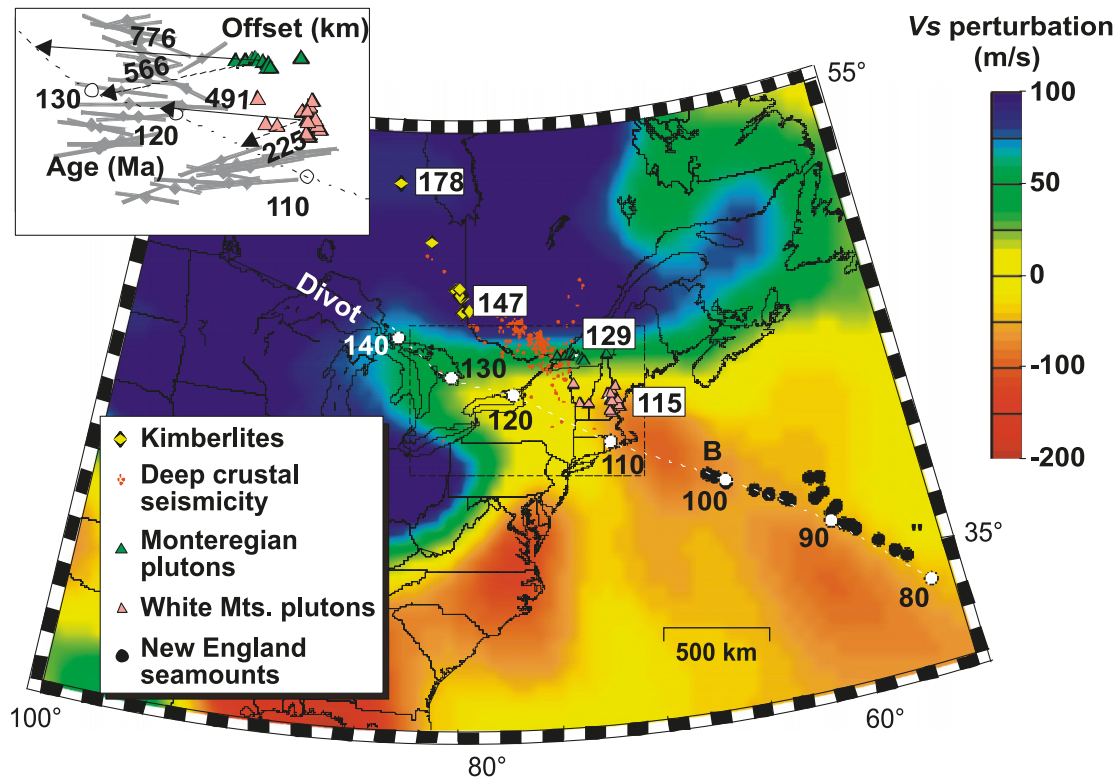 776
Offset (km)
566
491
130
120
225
Age (Ma)
110
Vs perturbation
(m/s)
100
50
0
-100
-200
55°
178
Divot
147
140
129
130
120
115
110
B
100
90
"
80
35°
Kimberlites
Deep crustal
seismicity
Monteregian
plutons
White Mts. plutons
New England
seamounts
500 km
100°
80°
60°